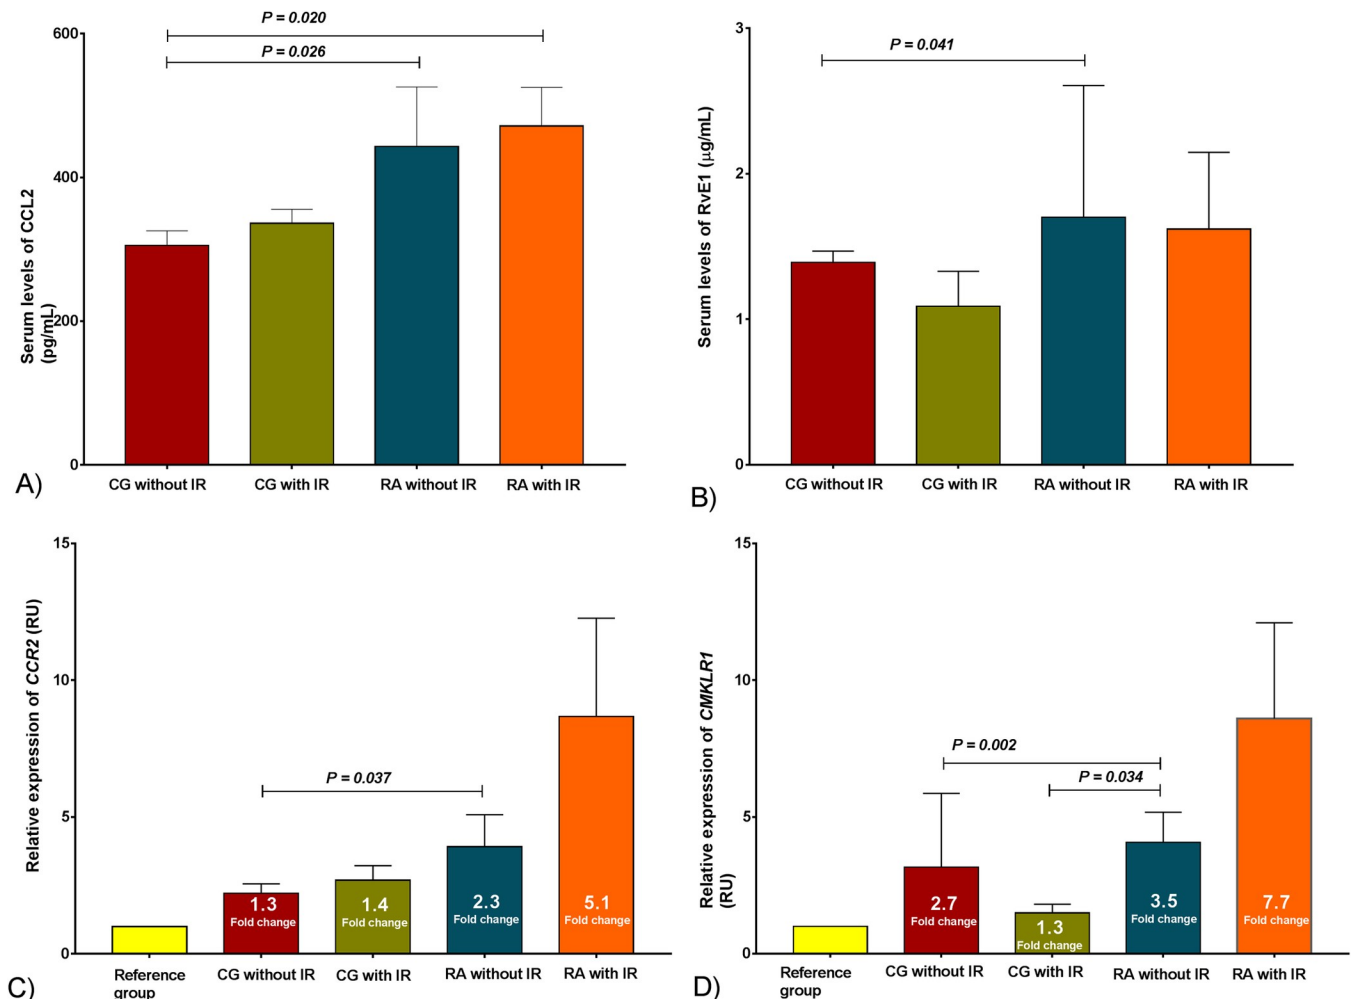 P = 0.020
P = 0.026
600
400
200
0
Serum levels of CCL2
(pg/mL)
CG without IR
CG with IR
RA without IR
RA with IR
A)
P = 0.041
3
2
1
0
Serum levels of RvE1 (µg/mL)
CG without IR
CG with IR
RA without IR
RA with IR
B)
15
10
5
0
Relative expression of CCR2 (RU)
P = 0.037
1.3
Fold change
1.4
Fold change
2.3
Fold change
5.1
Fold change
Reference
group
CG without IR
CG with IR
RA without IR
RA with IR
C)
15
10
5
0
Relative expression of CMKLR1
(RU)
P = 0.002
P = 0.034
2.7
Fold change
1.3
Fold change
3.5
Fold change
7.7
Fold change
Reference
group
CG without IR
CG with IR
RA without IR
RA with IR
D)